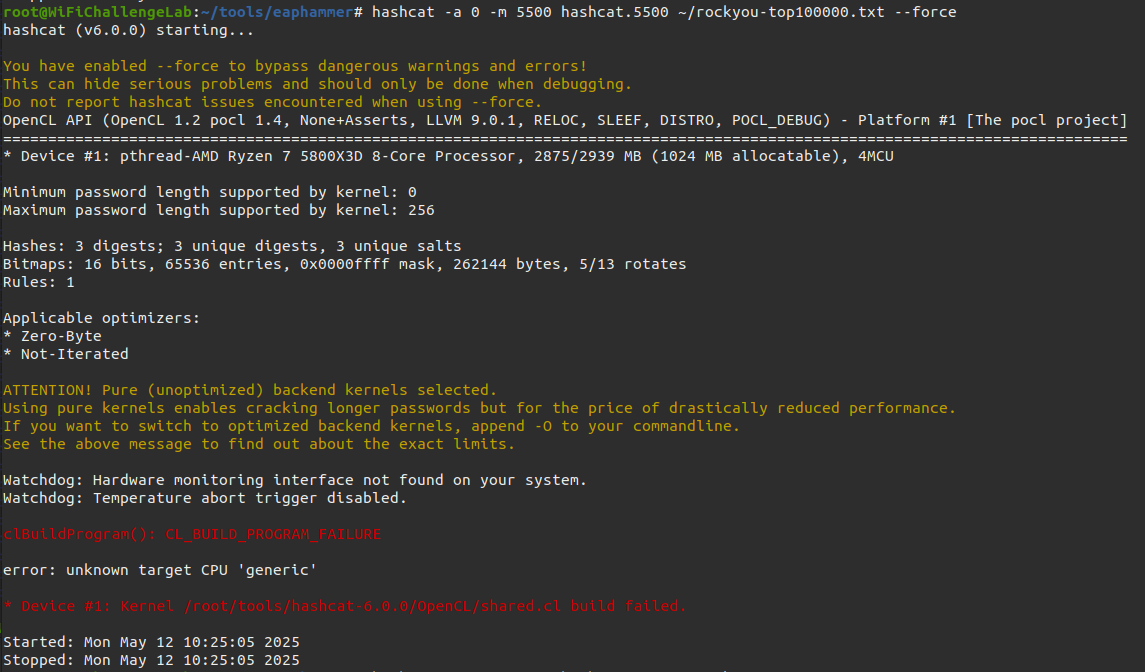 root@WiFiChallengeLab:~/tools/eaphammer# hashcat -a 0 -m 5500 hashcat.5500 ~/rockyou-top100000.txt --force
hashcat (v6.0.0) starting...
You have enabled --force to bypass dangerous warnings and errors!
This can hide serious problems and should only be done when debugging.
Do not report hashcat issues encountered when using --force.
OpenCL API (OpenCL 1.2 pocl 1.4, None+Asserts, LLVM 9.0.1, RELOC, SLEEF, DISTRO, POCL_DEBUG) - Platform #1 [The pocl project]
=============================================================================================================================
* Device #1: pthread-AMD Ryzen 7 5800X3D 8-Core Processor, 2875/2939 MB (1024 MB allocatable), 4MCU
Minimum password length supported by kernel: 0
Maximum password length supported by kernel: 256
Hashes: 3 digests; 3 unique digests, 3 unique salts
Bitmaps: 16 bits, 65536 entries, 0x0000ffff mask, 262144 bytes, 5/13 rotates
Rules: 1
Applicable optimizers:
* Zero-Byte
* Not-Iterated
ATTENTION! Pure (unoptimized) backend kernels selected.
Using pure kernels enables cracking longer passwords but for the price of drastically reduced performance.
If you want to switch to optimized backend kernels, append -O to your commandline.
See the above message to find out about the exact limits.
Watchdog: Hardware monitoring interface not found on your system.
Watchdog: Temperature abort trigger disabled.
clBuildProgram(): CL_BUILD_PROGRAM_FAILURE
error: unknown target CPU 'generic'
* Device #1: Kernel /root/tools/hashcat-6.0.0/OpenCL/shared.cl build failed.
Started: Mon May 12 10:25:05 2025
Stopped: Mon May 12 10:25:05 2025